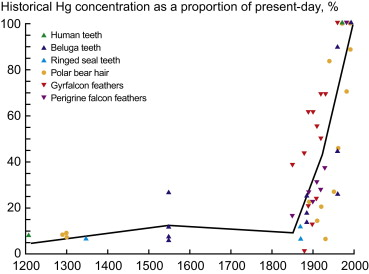 Historical Hg concentration as a proportion of present-day, %
100
80
60
40
20
0
Human teeth
Beluga teeth
Ringed seal teeth
Polar bear hair
Gyrfalcon feathers
Perigrine falcon feathers
1200 1300 1400 1500 1600 1700 1800 1900 2000